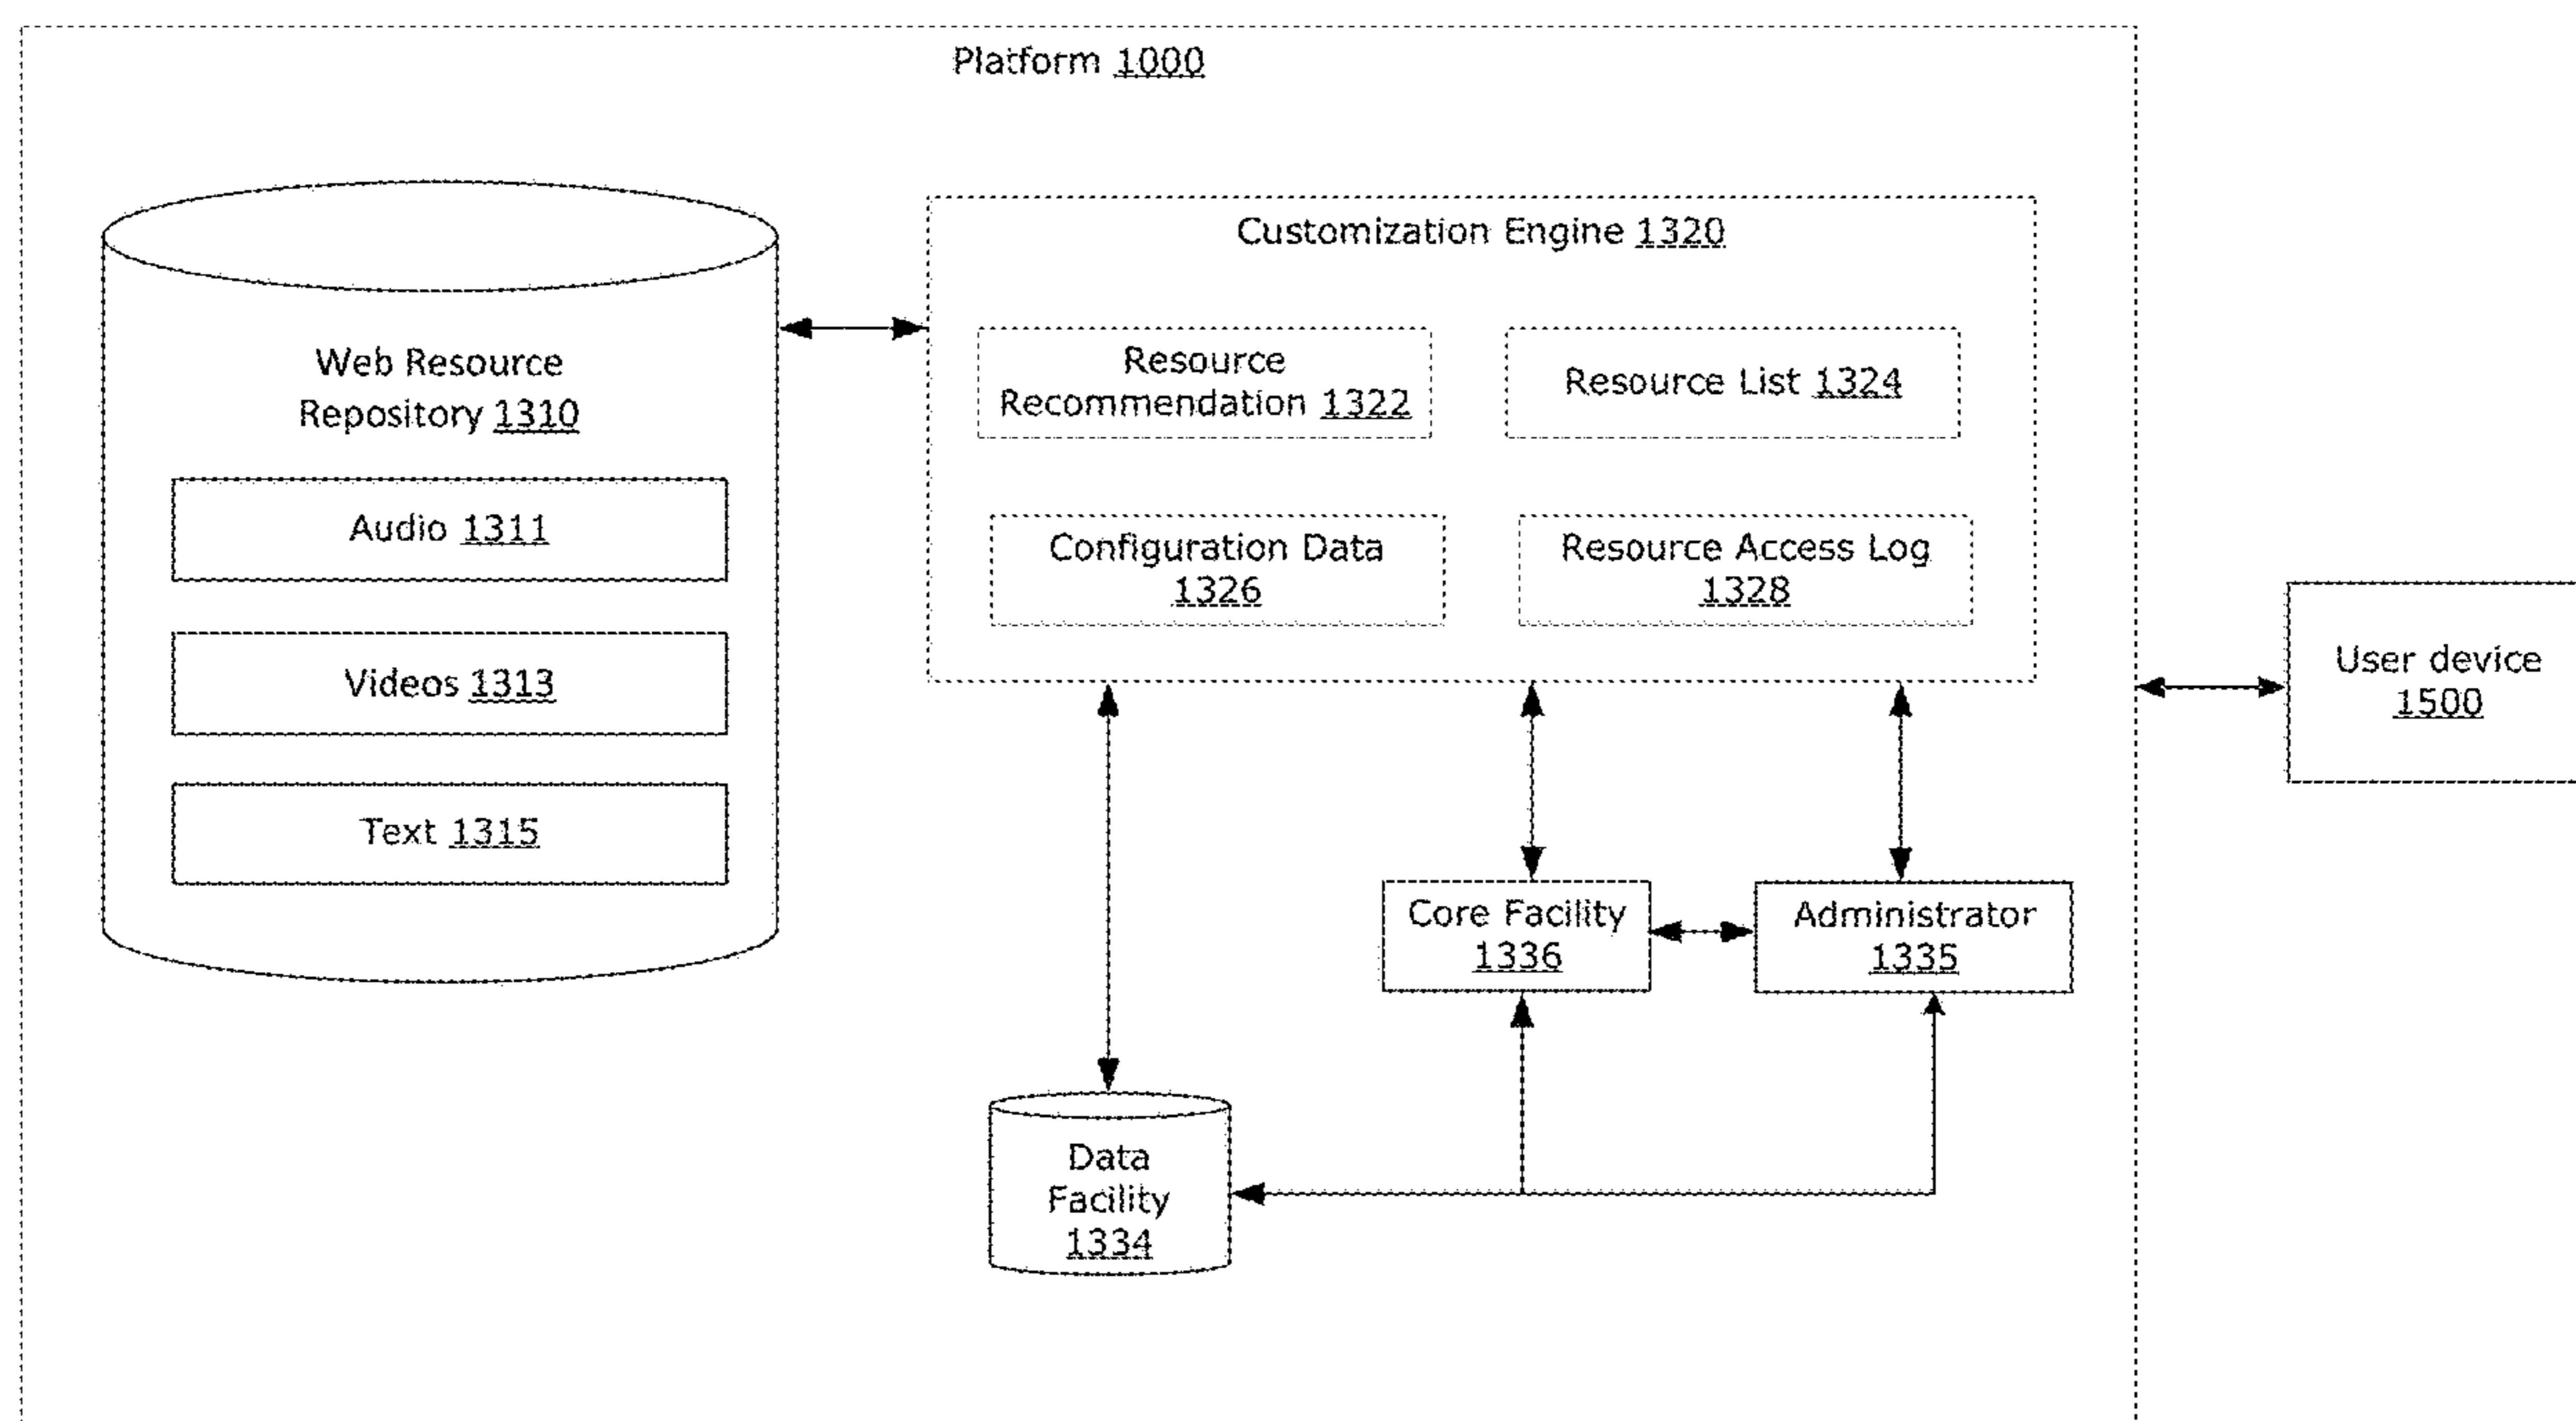 Platform 1000
Web Resource
Repository 1310
Audio 1311
Videos 1313
Text 1315
Customization Engine 1320
Resource
Recommendation 1322
Resource List 1324
Configuration Data
1326
Resource Access Log
1328
User device
1500
Core Facility
1336
Administrator
1335
Data
Facility
1334